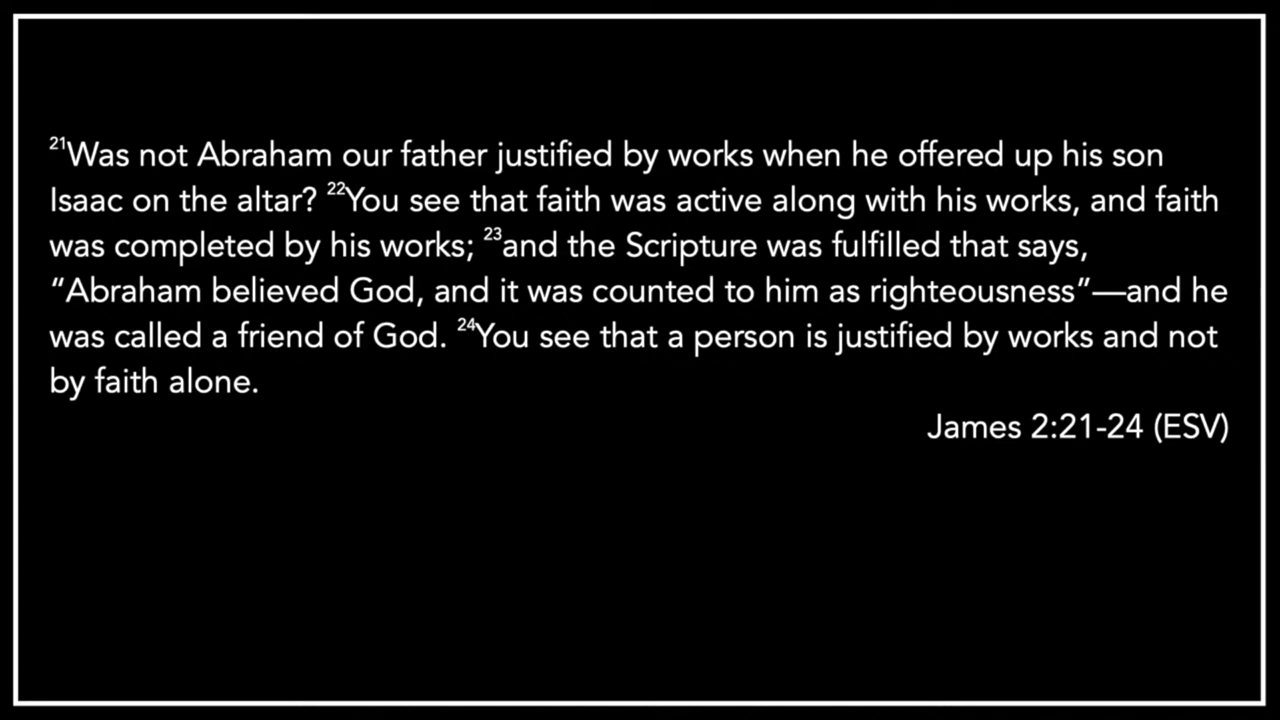 21Was not Abraham our father justified by works when he offered up his son
Isaac on the altar? 22You see that faith was active along with his works, and faith
was completed by his works; 23and the Scripture was fulfilled that says,
“Abraham believed God, and it was counted to him as righteousness”—and he
was called a friend of God. 24You see that a person is justified by works and not
by faith alone.
James 2:21-24 (ESV)